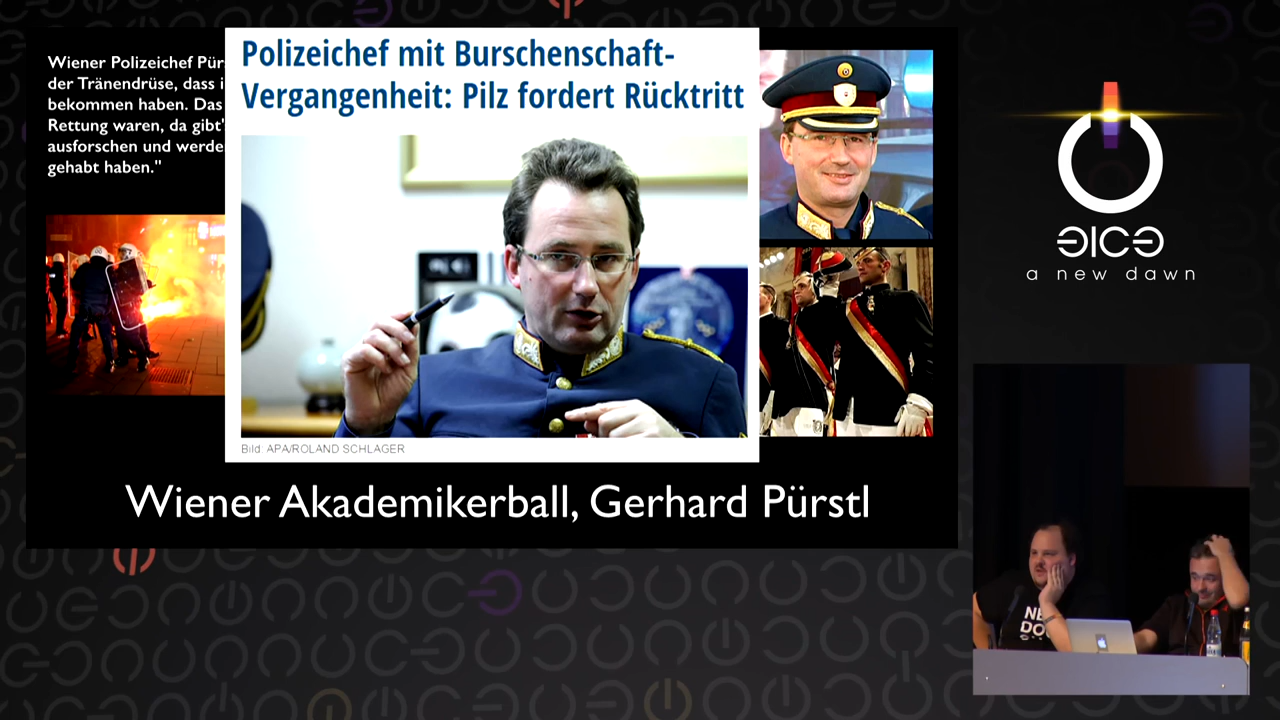 Polizeichef mit Burschenschaft-
Vergangenheit: Pilz fordert Rücktritt
Wiener Polizeichef Pürs
der Tränendrüse, dass i
bekommen haben. Das
Rettung waren, da gibt'
ausforschen und werde
gehabt haben."
Bild: APA/ROLAND SCHLAGER
Wiener Akademikerball, Gerhard Pürstl
a new dawn